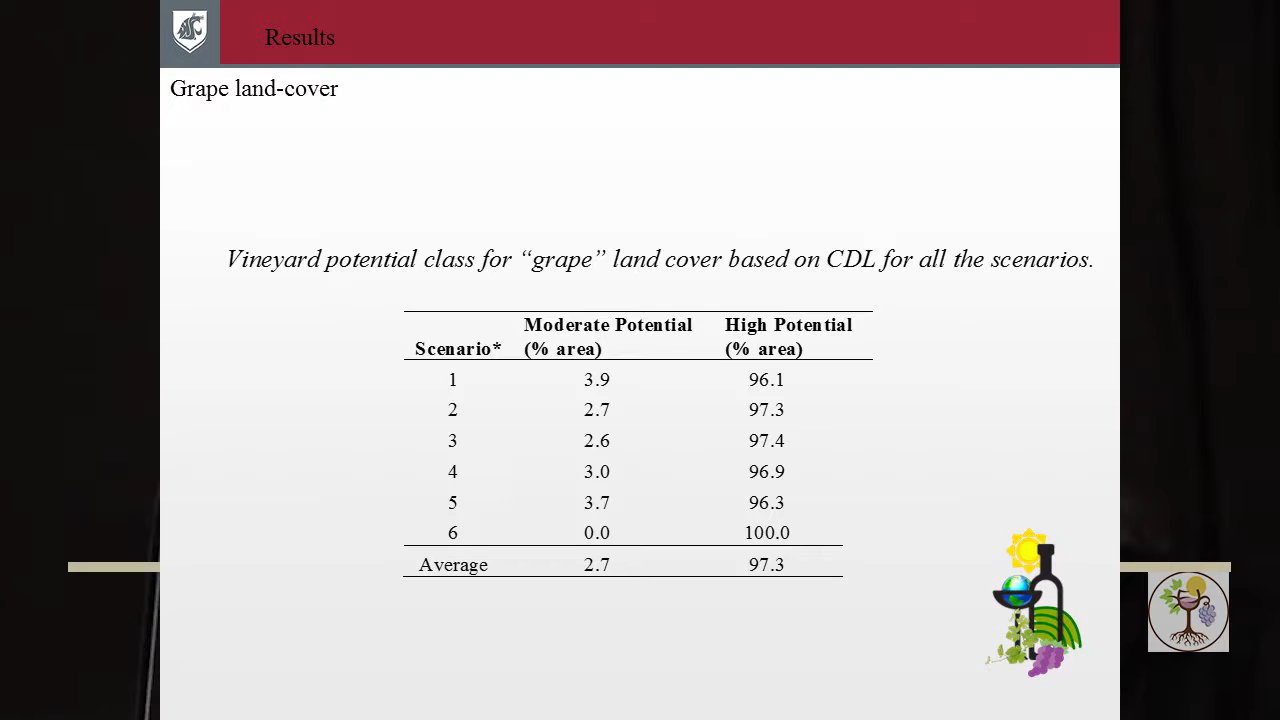 Results
Grape land-cover
Vineyard potential class for “grape” land cover based on CDL for all the scenarios.
Scenario* Moderate Potential (% area) High Potential (% area)
1 3.9 96.1
2 2.7 97.3
3 2.6 97.4
4 3.0 96.9
5 3.7 96.3
6 0.0 100.0
Average 2.7 97.3